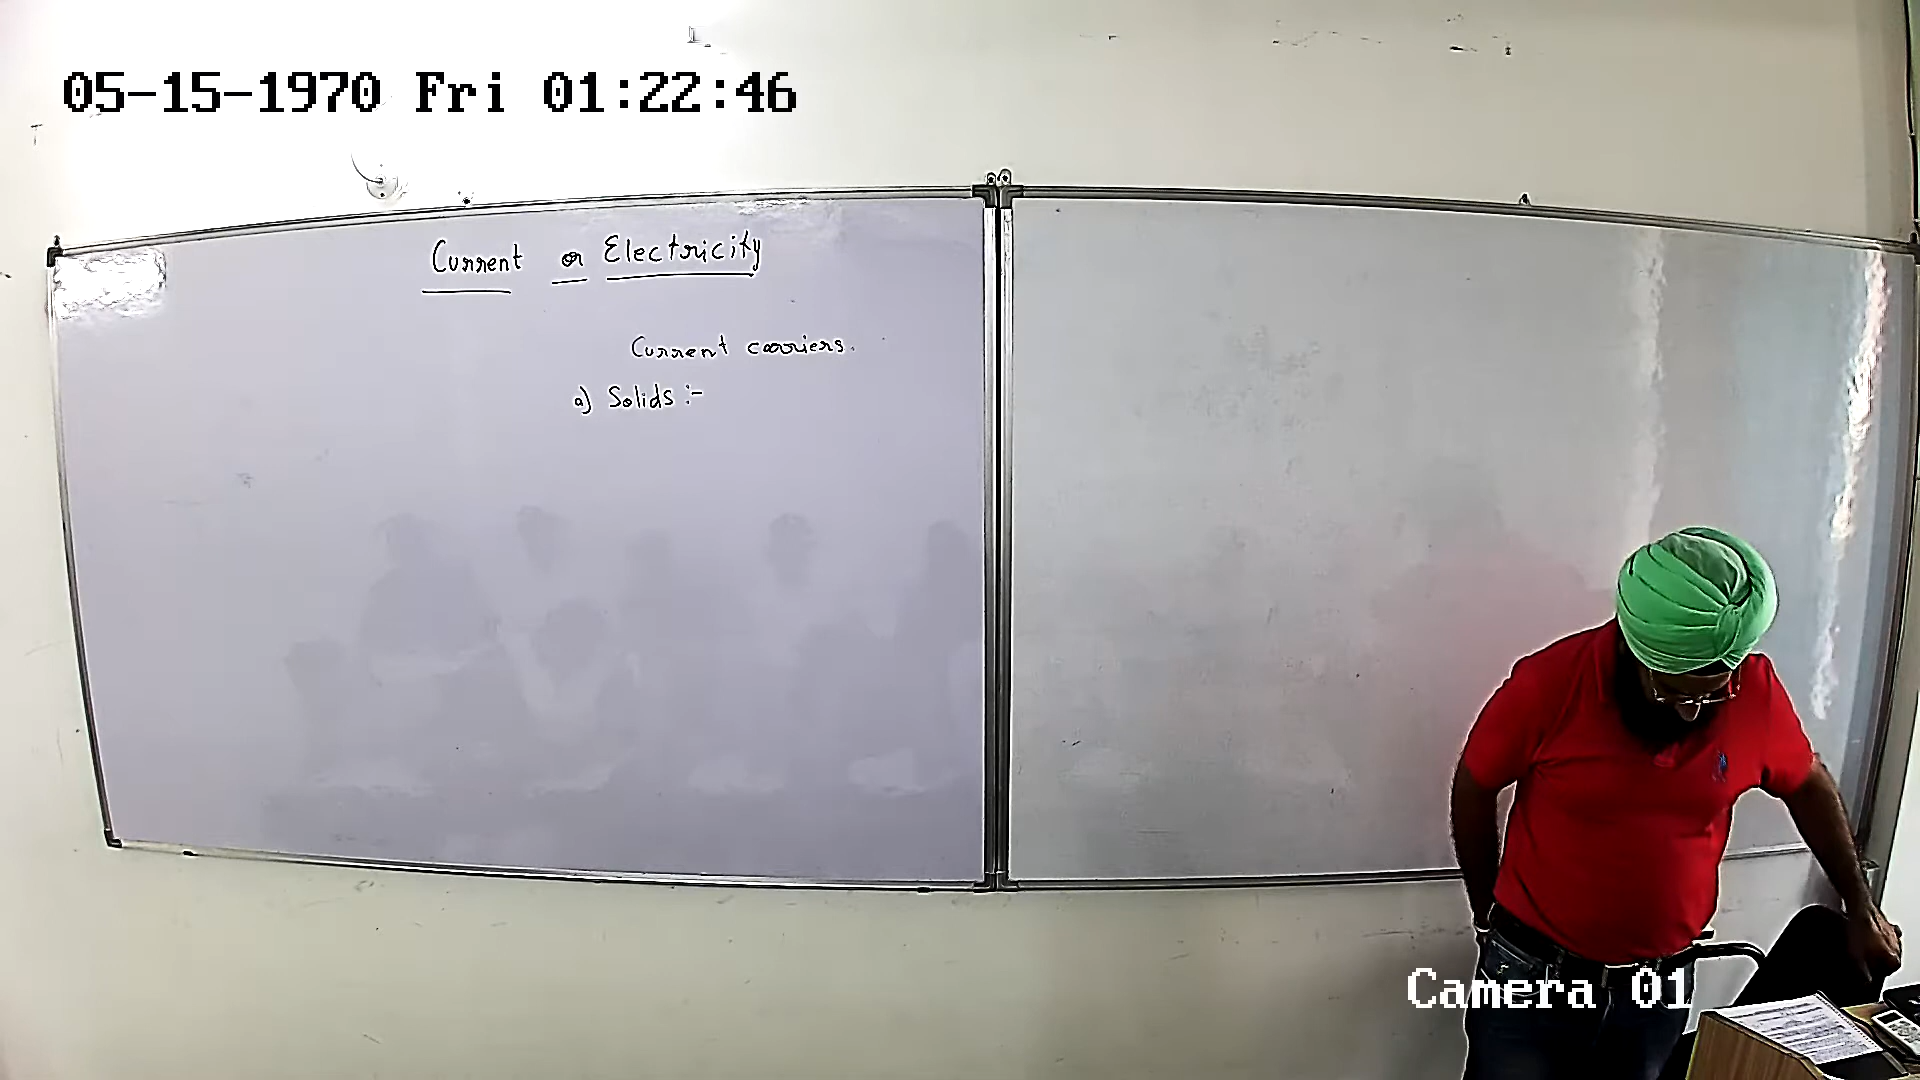 05-15-1970 Fri 01:22:46
Current or Electricity
Current carriers.
a) Solids :-
Camera 01